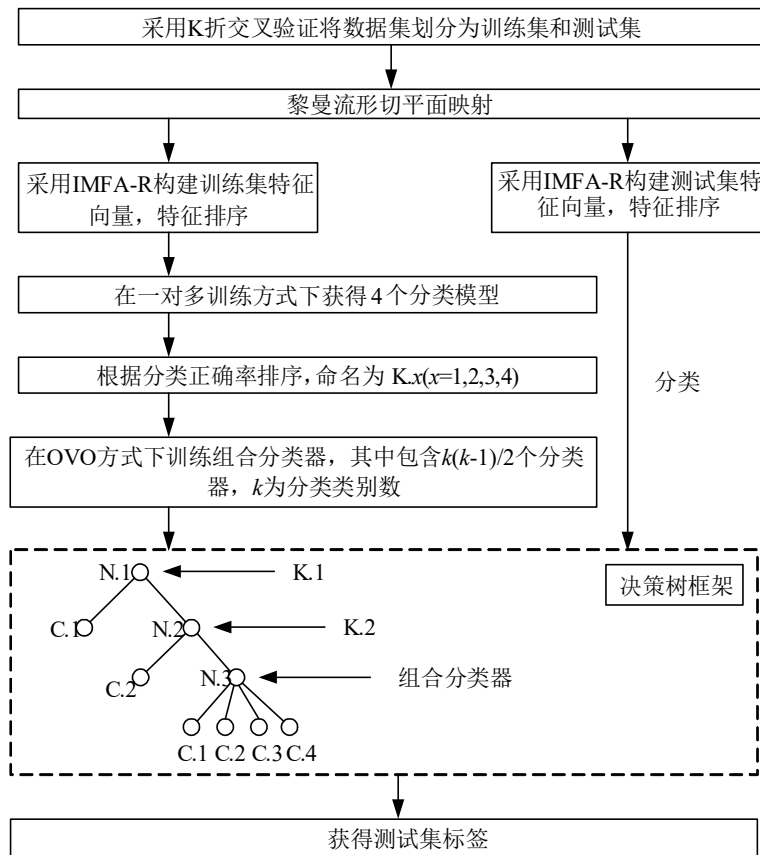 采用K折交叉验证将数据集划分为训练集和测试集
黎曼流形切平面映射
采用IMFA-R构建训练集特征
向量，特征排序
采用IMFA-R构建测试集特
征向量，特征排序
在一对多训练方式下获得4个分类模型
根据分类正确率排序，命名为 K.x(x=1,2,3,4)
分类
在OVO方式下训练组合分类器，其中包含k(k-1)/2个分类
器，k为分类类别数
N.1
K.1
决策树框架
C.1
N.2
K.2
C.2
N.3
组合分类器
C.1 C.2 C.3 C.4
获得测试集标签